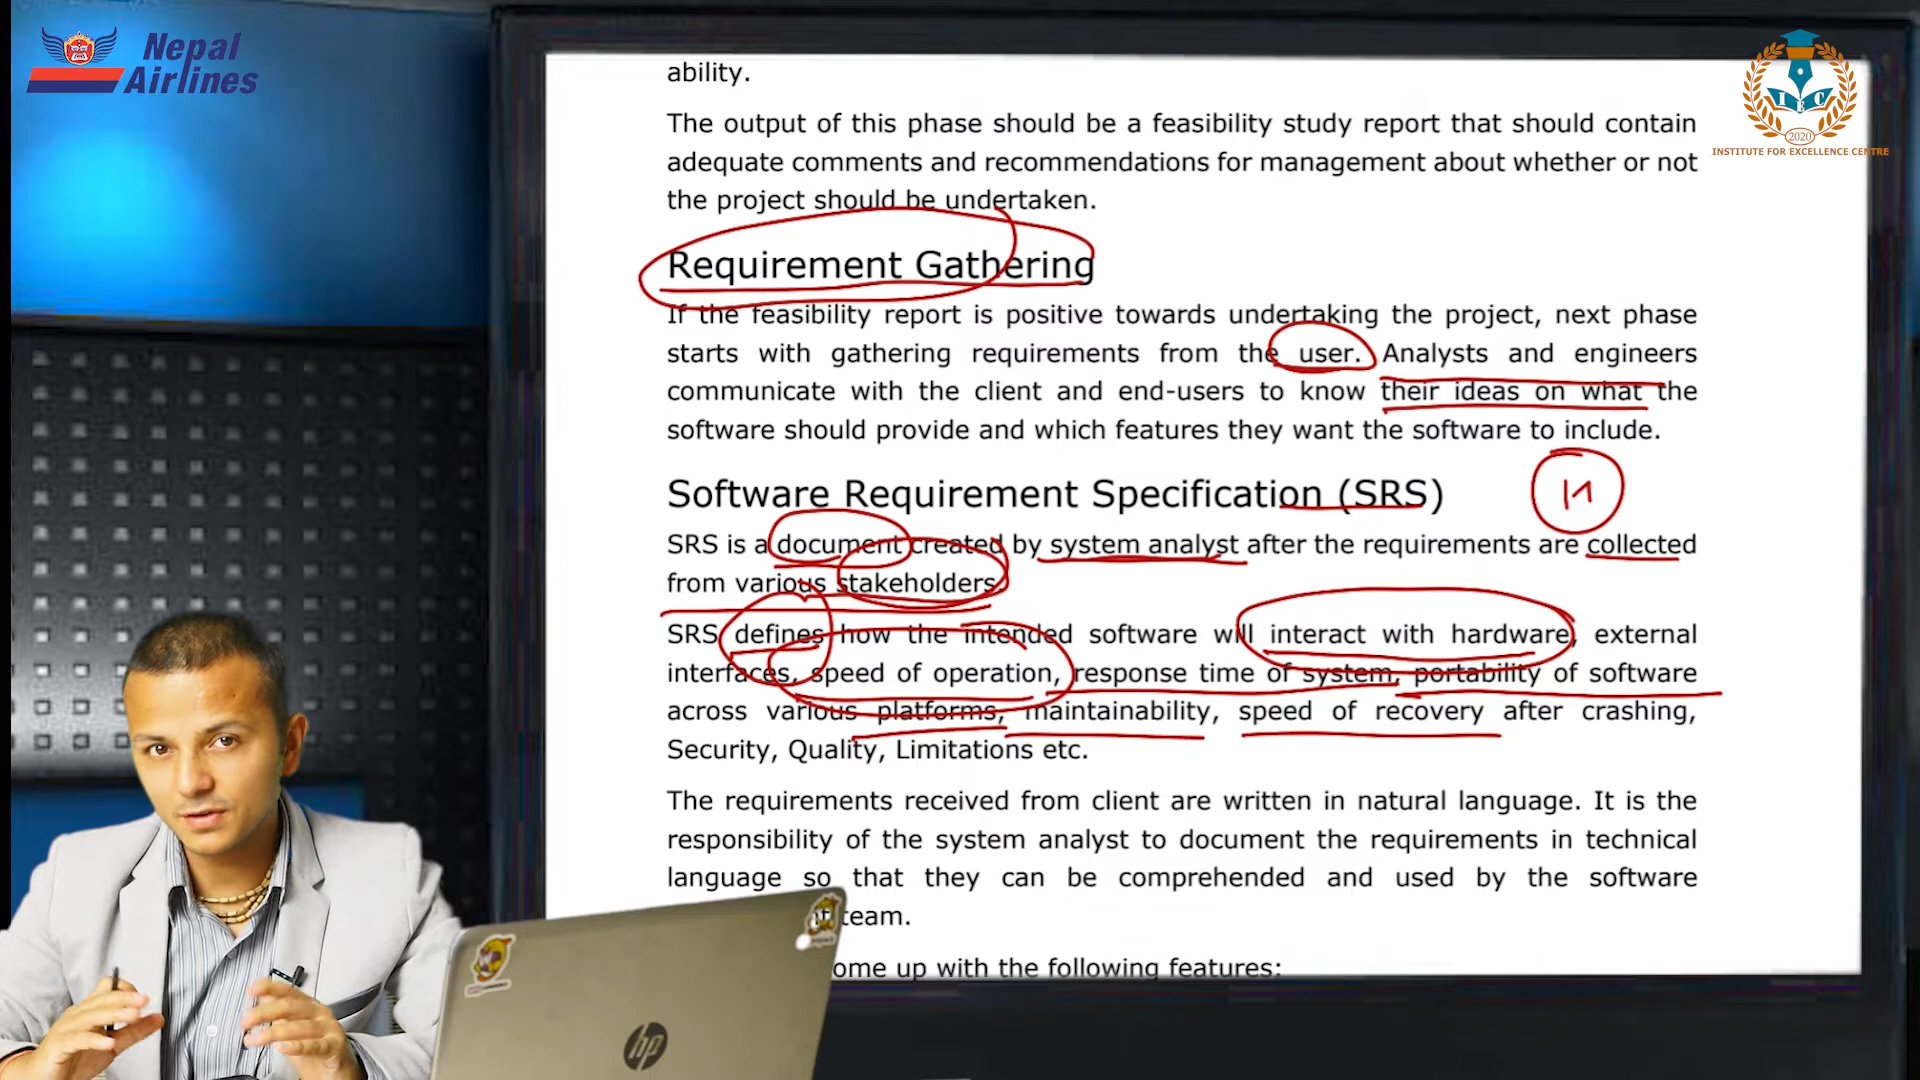 Nepal
Airlines
I E C
2020
INSTITUTE FOR EXCELLENCE CENTRE
ability.
The output of this phase should be a feasibility study report that should contain
adequate comments and recommendations for management about whether or not
the project should be undertaken.
Requirement Gathering
If the feasibility report is positive towards undertaking the project, next phase
starts with gathering requirements from the user. Analysts and engineers
communicate with the client and end-users to know their ideas on what the
software should provide and which features they want the software to include.
Software Requirement Specification (SRS)
SRS is a document created by system analyst after the requirements are collected
from various stakeholders.
SRS defines how the intended software will interact with hardware, external
interfaces, speed of operation, response time of system, portability of software
across various platforms, maintainability, speed of recovery after crashing,
Security, Quality, Limitations etc.
The requirements received from client are written in natural language. It is the
responsibility of the system analyst to document the requirements in technical
language so that they can be comprehended and used by the software
team.
ome up with the following features:
hp